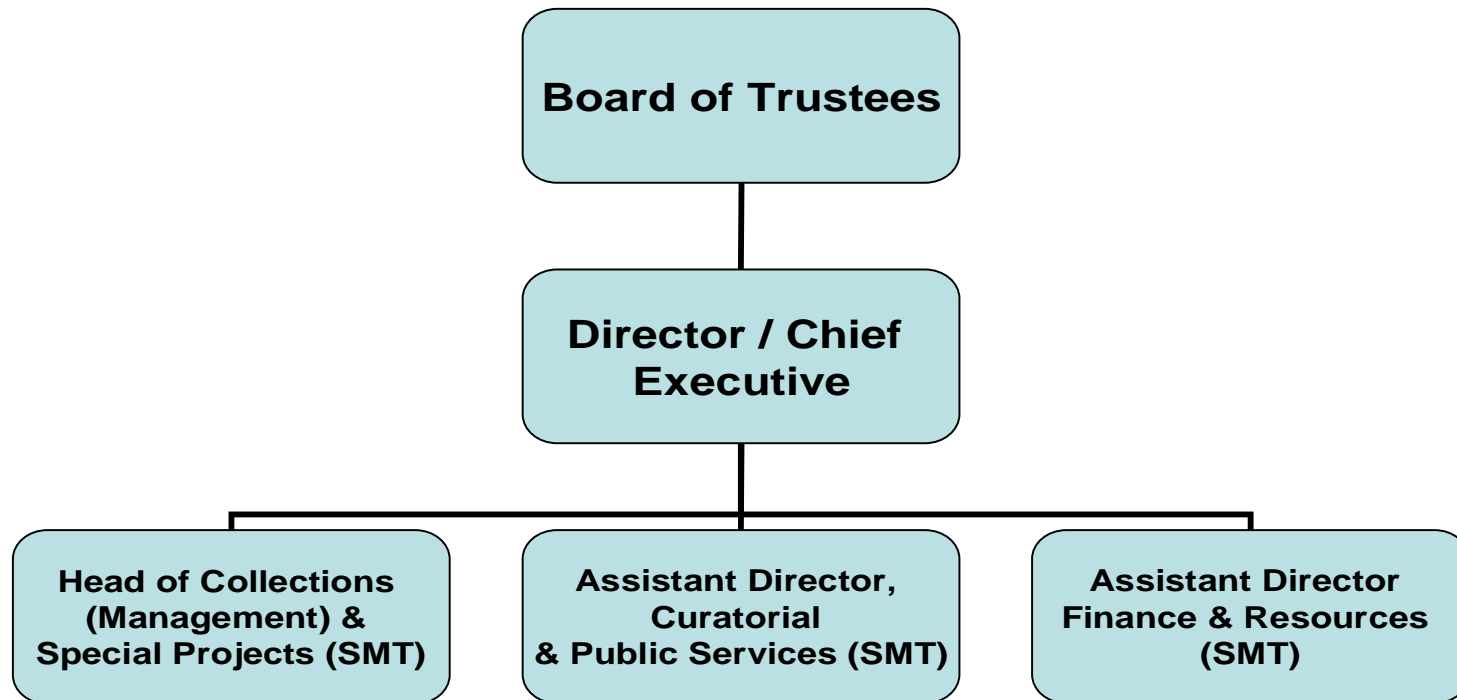 Board of Trustees
Director / Chief
Executive
Head of Collections
(Management) &
Special Projects (SMT)
Assistant Director,
Curatorial
& Public Services (SMT)
Assistant Director
Finance & Resources
(SMT)